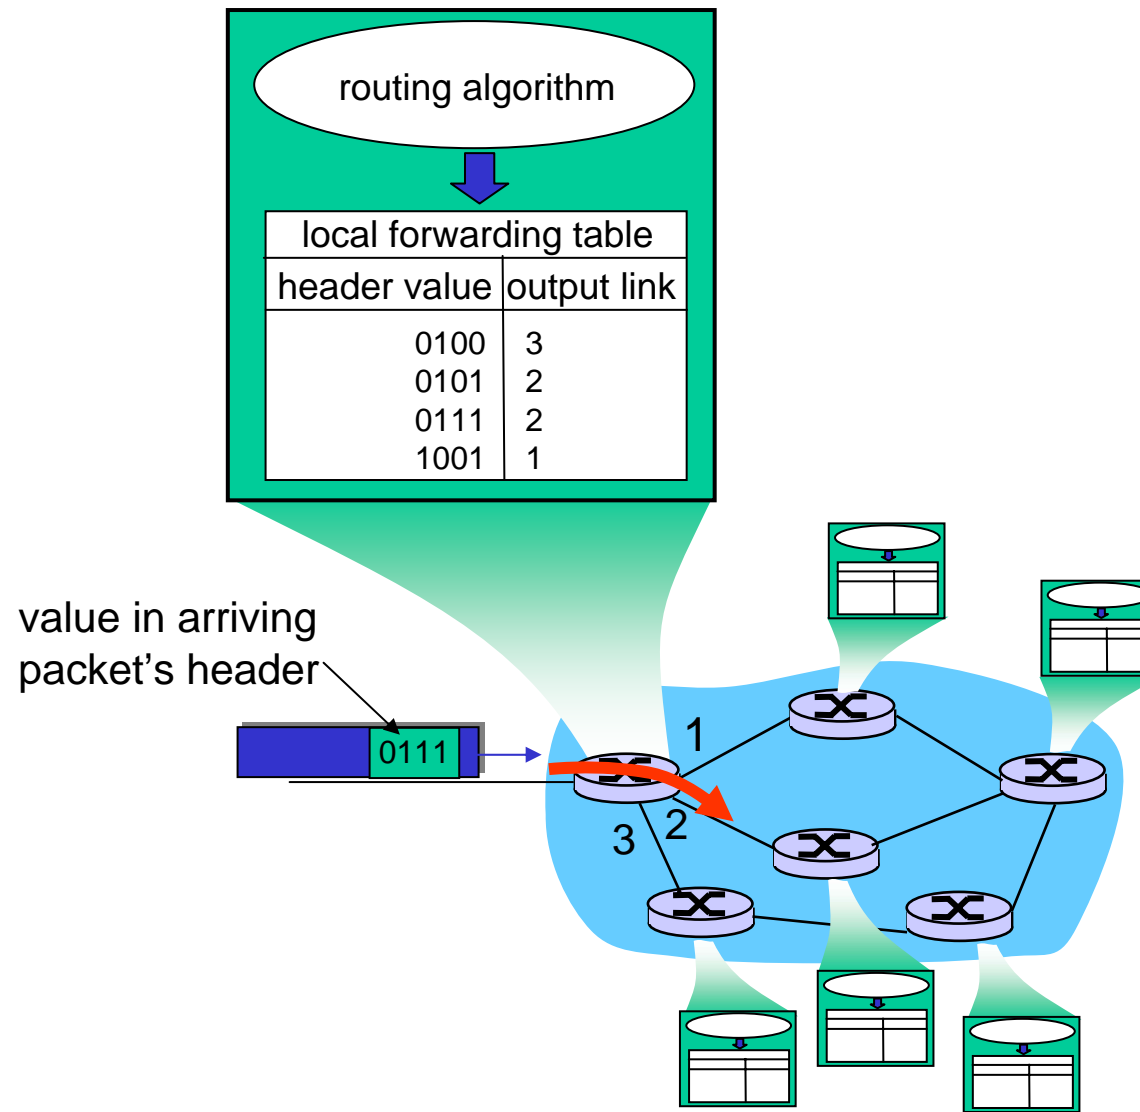 routing algorithm
local forwarding table
header value output link
0100 3
0101 2
0111 2
1001 1
value in arriving
packet's header
0111
1
2
3